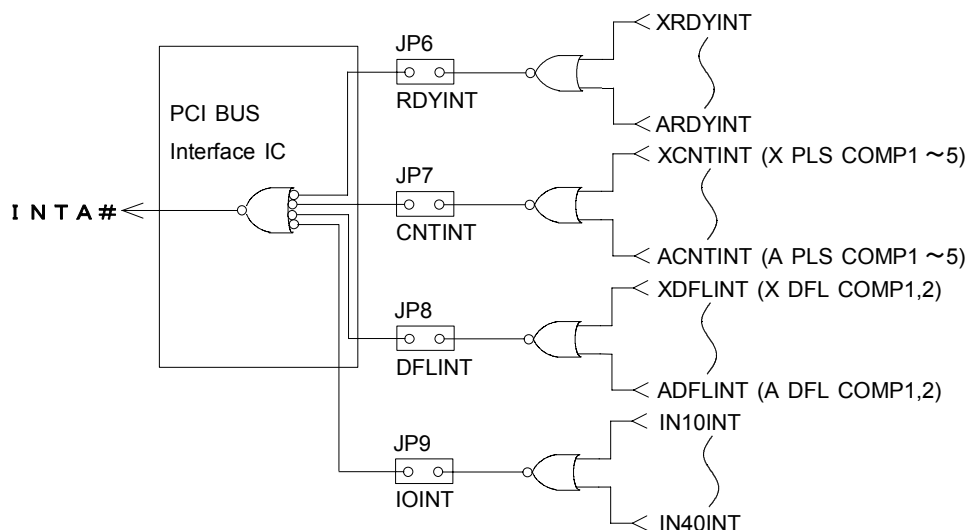 JP6
RDYINT
XRDYINT
ARDYINT
PCI BUS
Interface IC
INTA#
JP7
CNTINT
XCNTINT (X PLS COMP1 ~5)
ACNTINT (A PLS COMP1 ~5)
JP8
DFLINT
XDFLINT (X DFL COMP1,2)
ADFLINT (A DFL COMP1,2)
JP9
IOINT
IN10INT
IN40INT